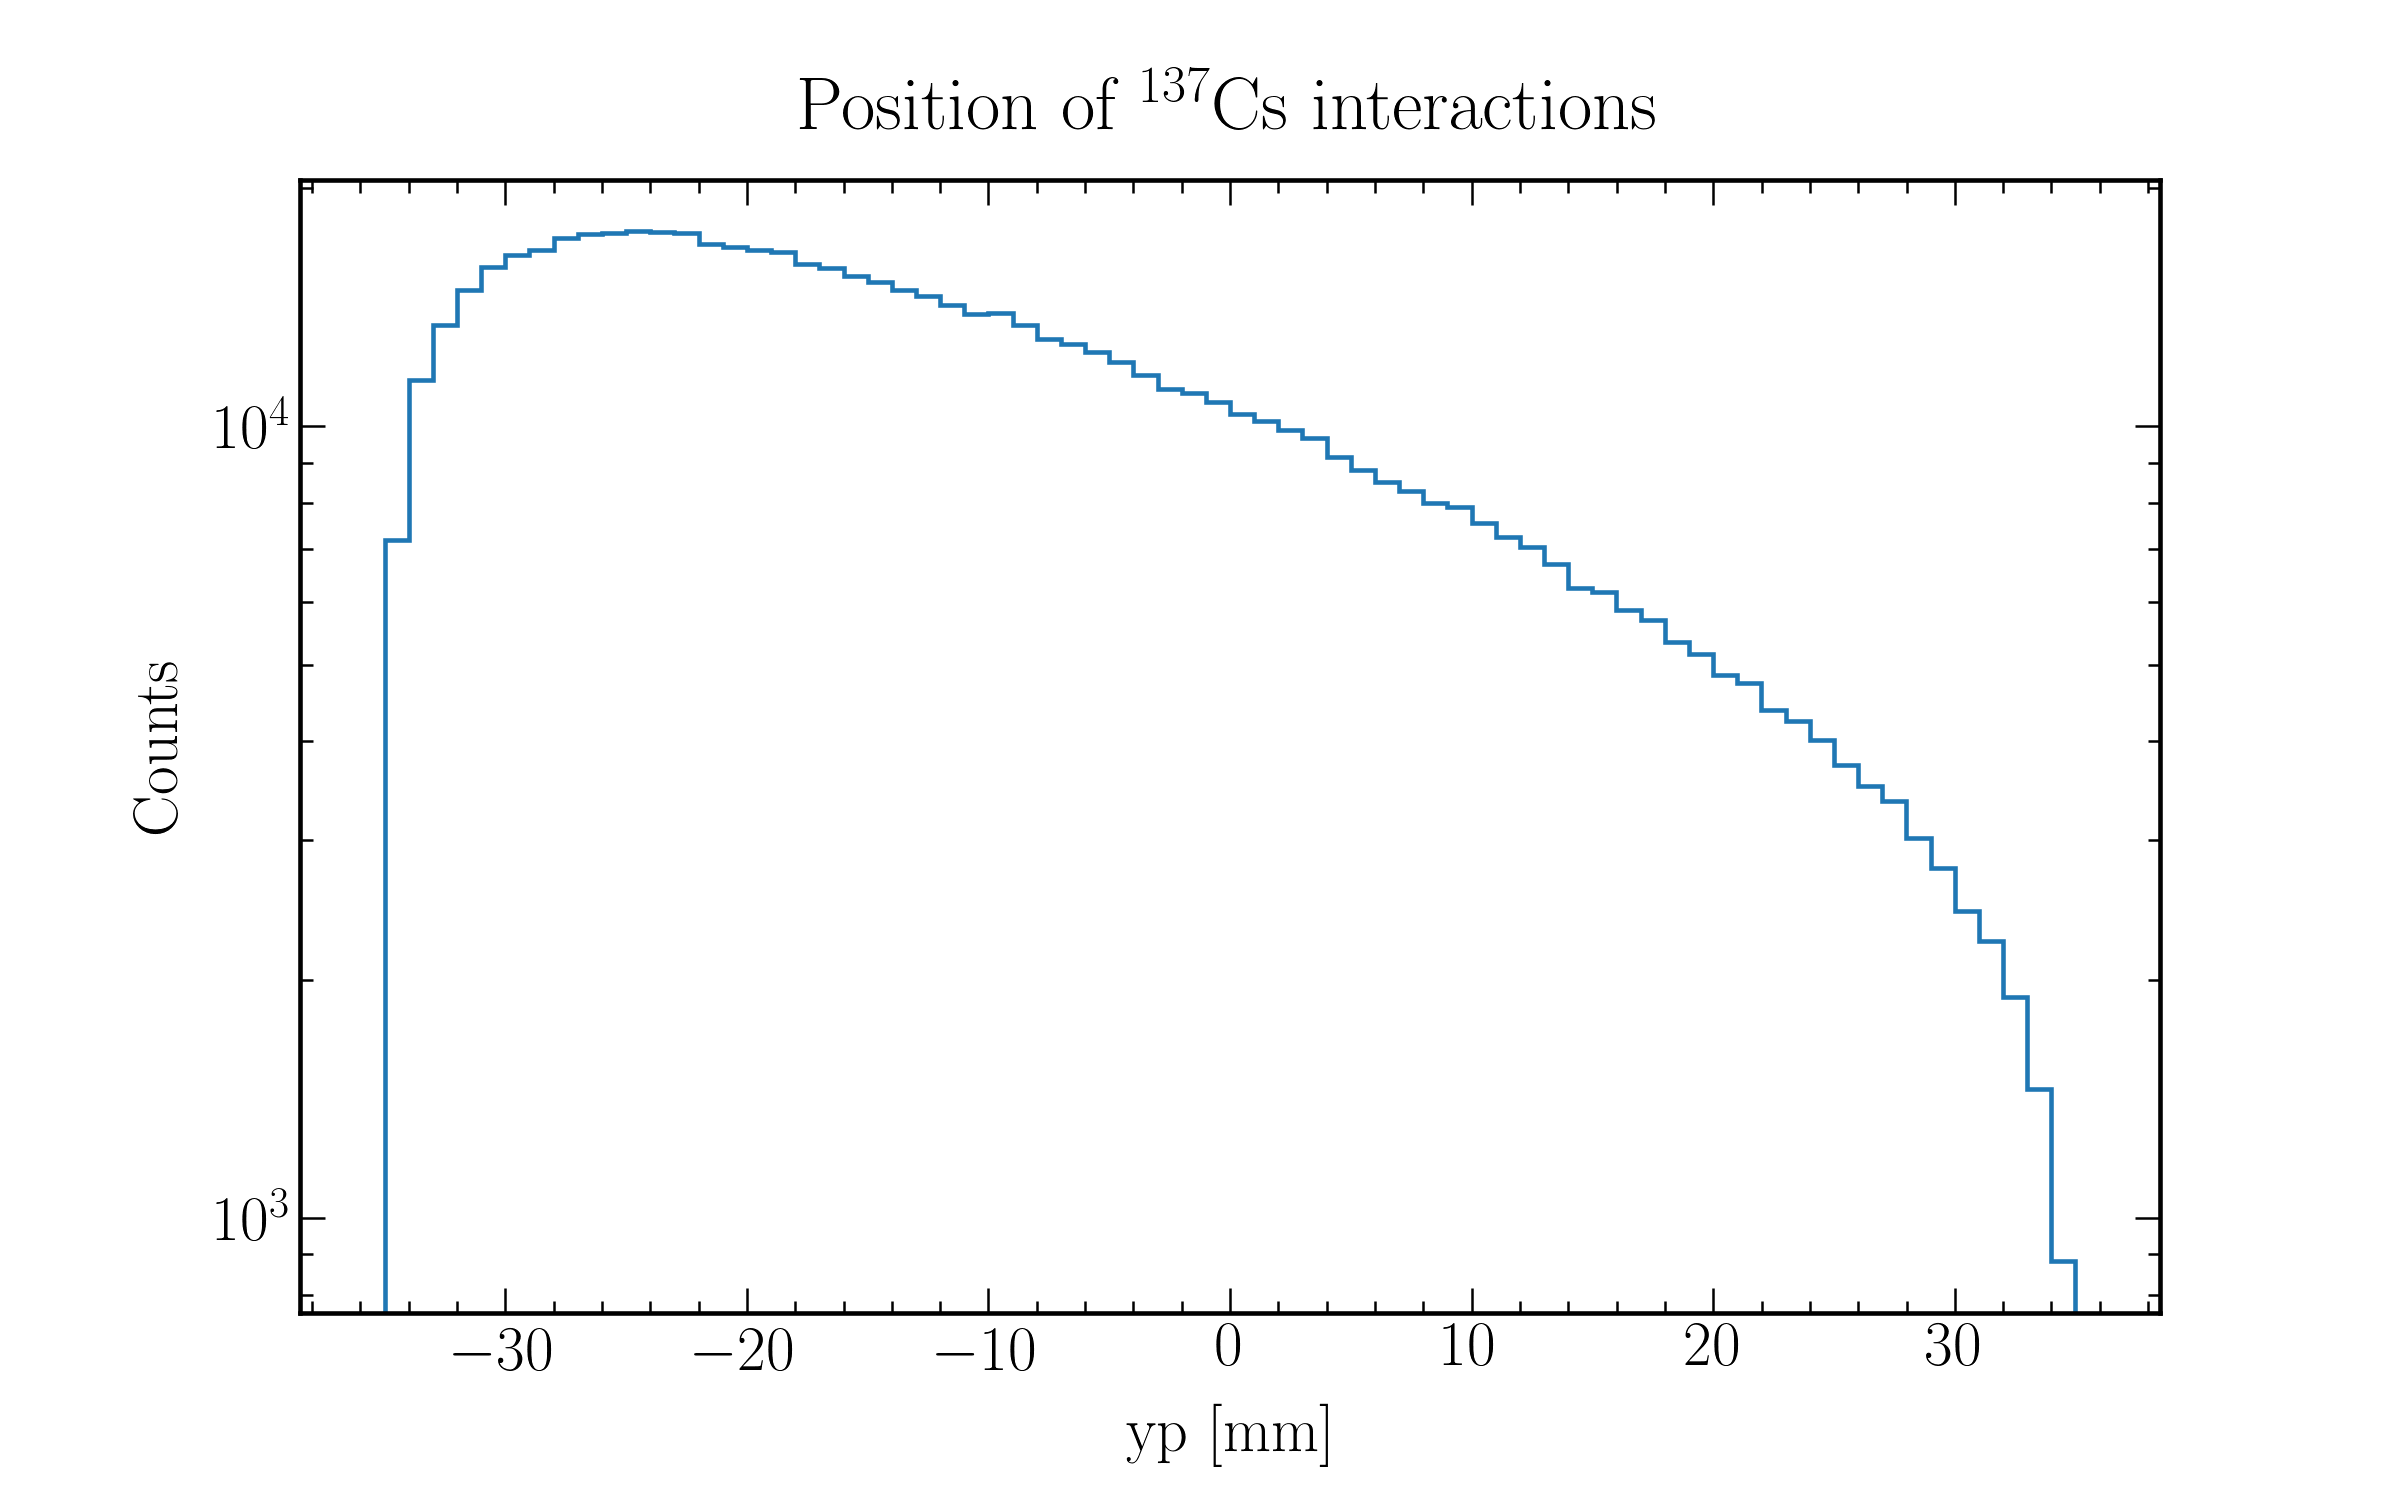 Position of ¹³⁷Cs interactions
Counts
10⁴
10³
−30 −20 −10 0 10 20 30
yp [mm]